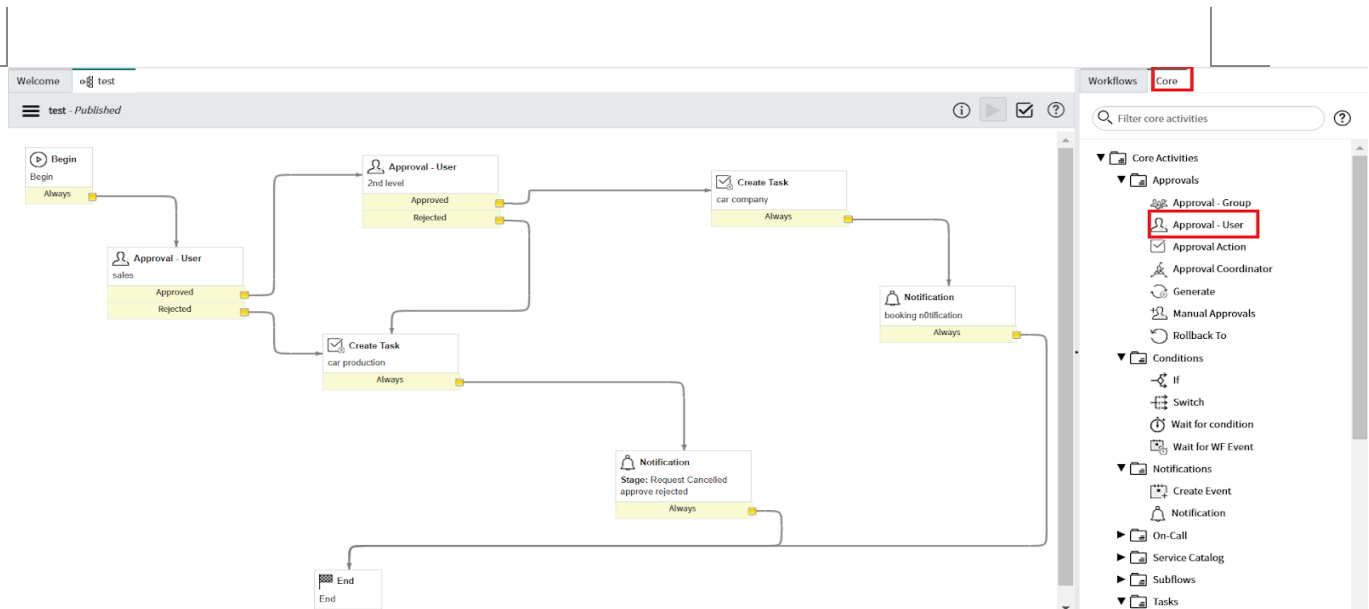 Welcome
test
Workflows
Core
test - Published
Filter core activities
Begin
Begin
Always
Approval - User
2nd level
Approved
Rejected
Create Task
car company
Always
Approval - User
sales
Approved
Rejected
Notification
booking n0tification
Always
Create Task
car production
Always
Notification
Stage: Request Cancelled
approve rejected
Always
End
End
Core Activities
Approvals
Approval - Group
Approval - User
Approval Action
Approval Coordinator
Generate
Manual Approvals
Rollback To
Conditions
If
Switch
Wait for condition
Wait for WF Event
Notifications
Create Event
Notification
On-Call
Service Catalog
Subflows
Tasks